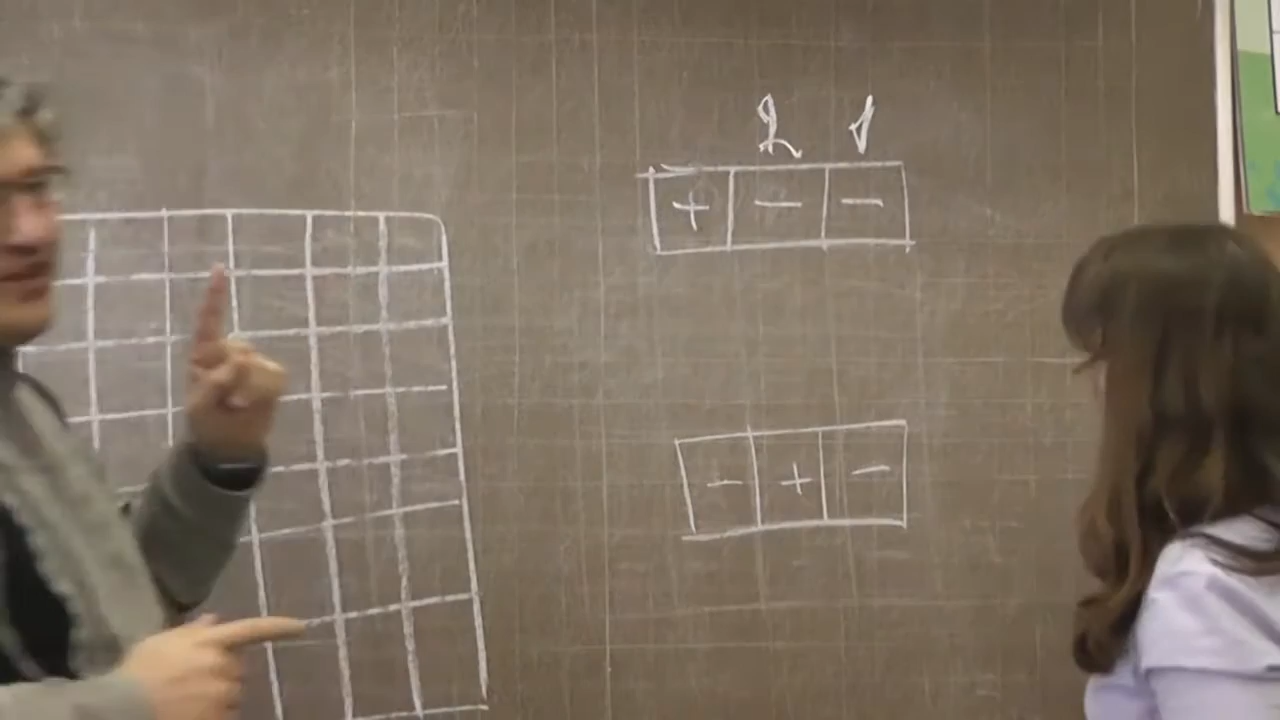 2 1
+ − −
− + −